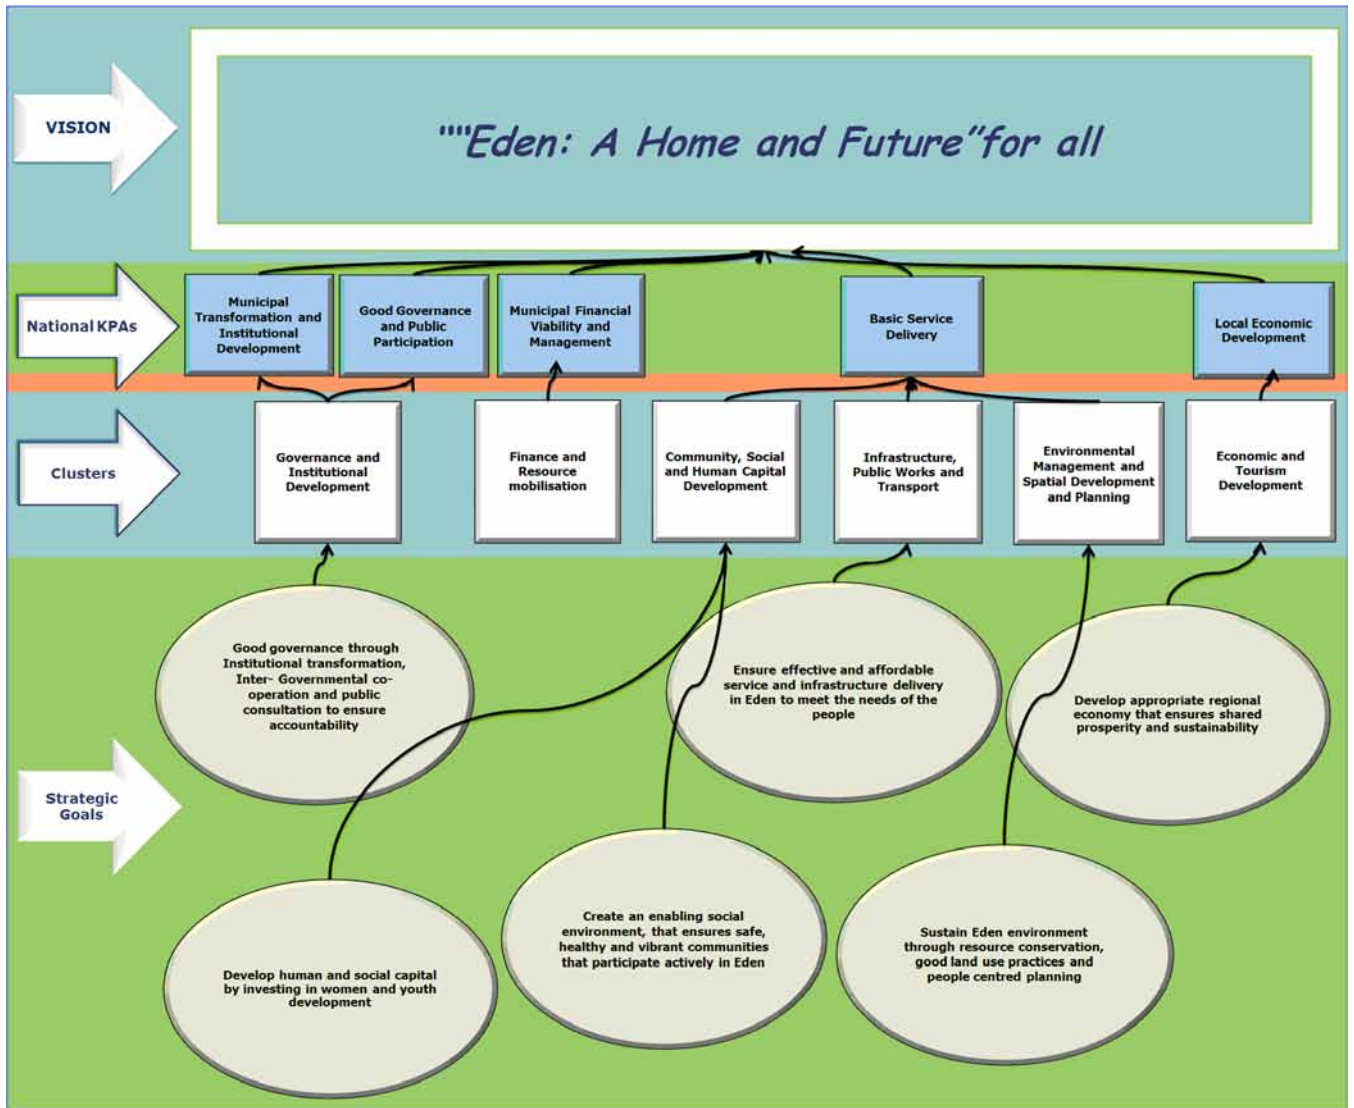 VISION
""Eden: A Home and Future"for all
National KPAs
Municipal
Transformation and
Institutional
Development
Good Governance
and Public
Participation
Municipal Financial
Viability and
Management
Basic Service
Delivery
Local Economic
Development
Clusters
Governance and
Institutional
Development
Finance and
Resource
mobilisation
Community, Social
and Human Capital
Development
Infrastructure,
Public Works and
Transport
Environmental
Management and
Spatial Development
and Planning
Economic and
Tourism
Development
Strategic
Goals
Good governance through
Institutional transformation,
Inter- Governmental co-
operation and public
consultation to ensure
accountability
Ensure effective and affordable
service and infrastructure delivery
in Eden to meet the needs of the
people
Develop appropriate regional
economy that ensures shared
prosperity and sustainability
Develop human and social capital
by investing in women and youth
development
Create an enabling social
environment, that ensures safe,
healthy and vibrant communities
that participate actively in Eden
Sustain Eden environment
through resource conservation,
good land use practices and
people centred planning